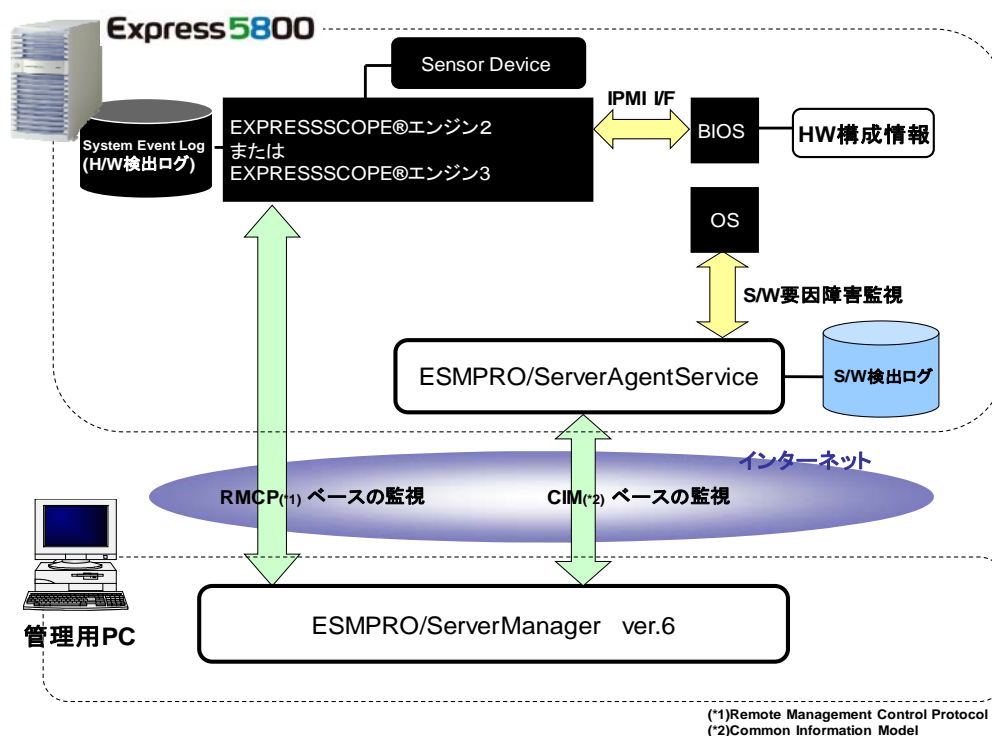 Express5800
Sensor Device
IPMI I/F
System Event Log
(H/W検出ログ)
EXPRESSSCOPE®エンジン2
または
EXPRESSSCOPE®エンジン3
BIOS
HW構成情報
OS
S/W要因障害監視
ESMPRO/ServerAgentService
S/W検出ログ
インターネット
RMCP(*1) ベースの監視
CIM(*2) ベースの監視
ESMPRO/ServerManager ver.6
管理用PC
(*1)Remote Management Control Protocol
(*2)Common Information Model